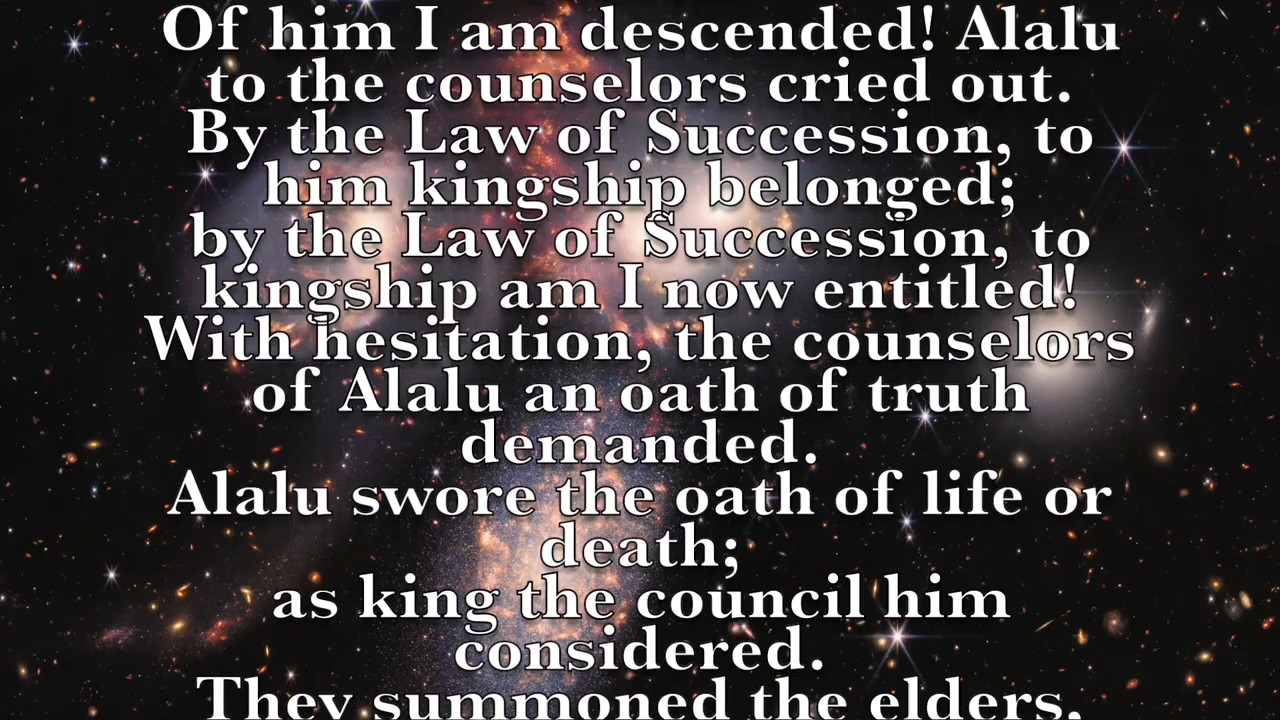 Of him I am descended! Alalu
to the counselors cried out.
By the Law of Succession, to
him kingship belonged;
by the Law of Succession, to
kingship am I now entitled!
With hesitation, the counselors
of Alalu an oath of truth
demanded.
Alalu swore the oath of life or
death;
as king the council him
considered.
They summoned the elders,